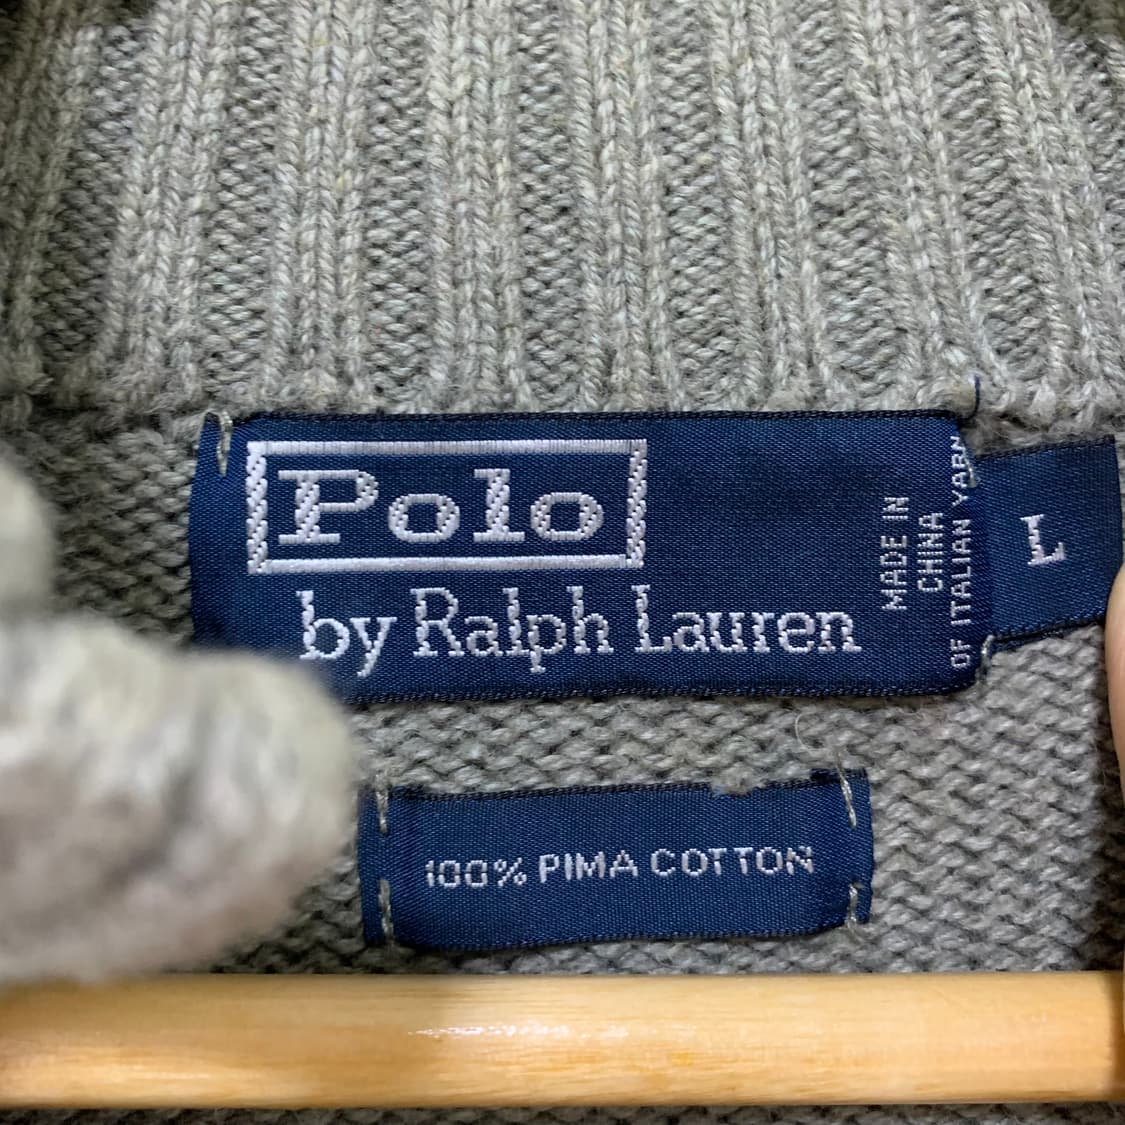 Polo
by Ralph Lauren
MADE IN
CHINA
OF ITALIAN YARN
L
100% PIMA COTTON